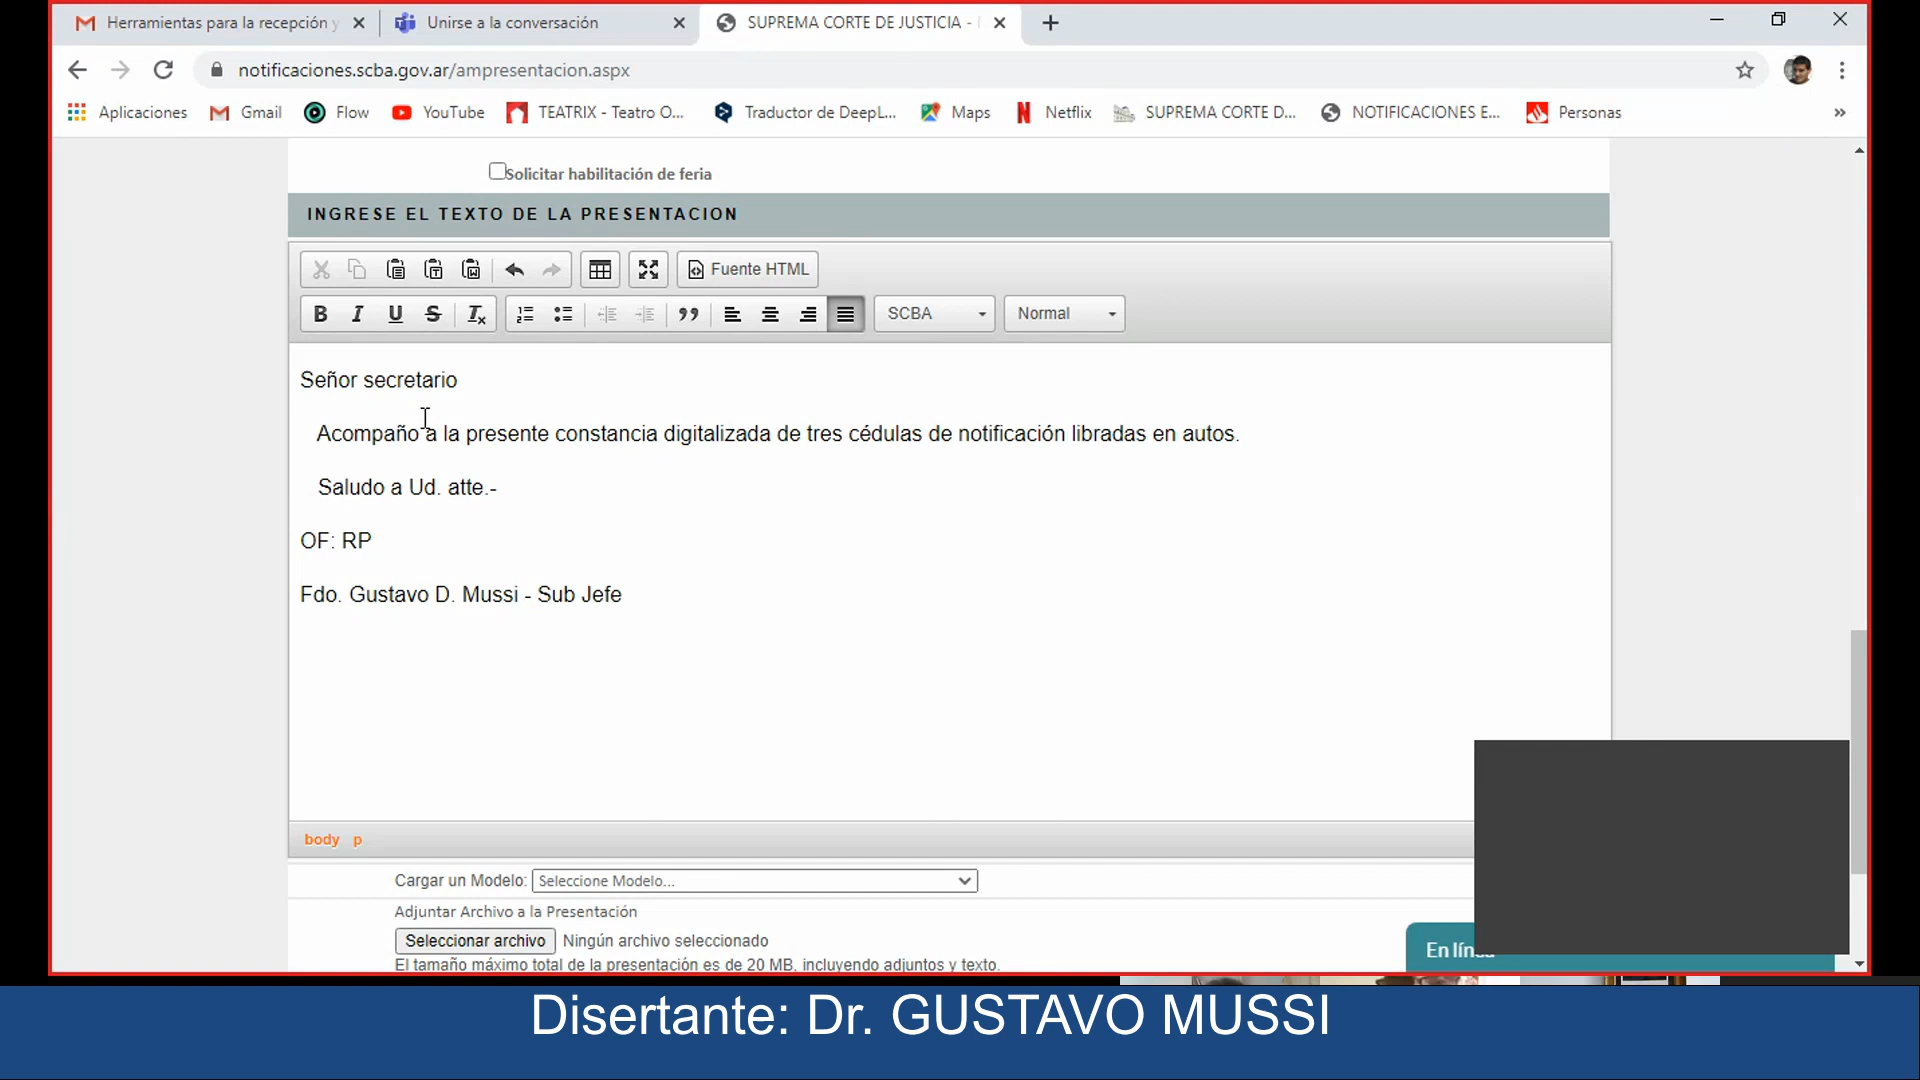 Herramientas para la recepción y
Unirse a la conversación
SUPREMA CORTE DE JUSTICIA -
notificaciones.scba.gov.ar/ampresentacion.aspx
Aplicaciones Gmail Flow YouTube TEATRIX - Teatro O... Traductor de DeepL... Maps Netflix SUPREMA CORTE D... NOTIFICACIONES E... Personas »
Solicitar habilitación de feria
INGRESE EL TEXTO DE LA PRESENTACION
Fuente HTML
B I U S Tx SCBA Normal
Señor secretario
Acompaño a la presente constancia digitalizada de tres cédulas de notificación libradas en autos.
Saludo a Ud. atte.-
OF: RP
Fdo. Gustavo D. Mussi - Sub Jefe
body p
Cargar un Modelo: Seleccione Modelo...
Adjuntar Archivo a la Presentación
Seleccionar archivo Ningún archivo seleccionado
El tamaño máximo total de la presentación es de 20 MB, incluyendo adjuntos y texto.
En
Disertante: Dr. GUSTAVO MUSSI